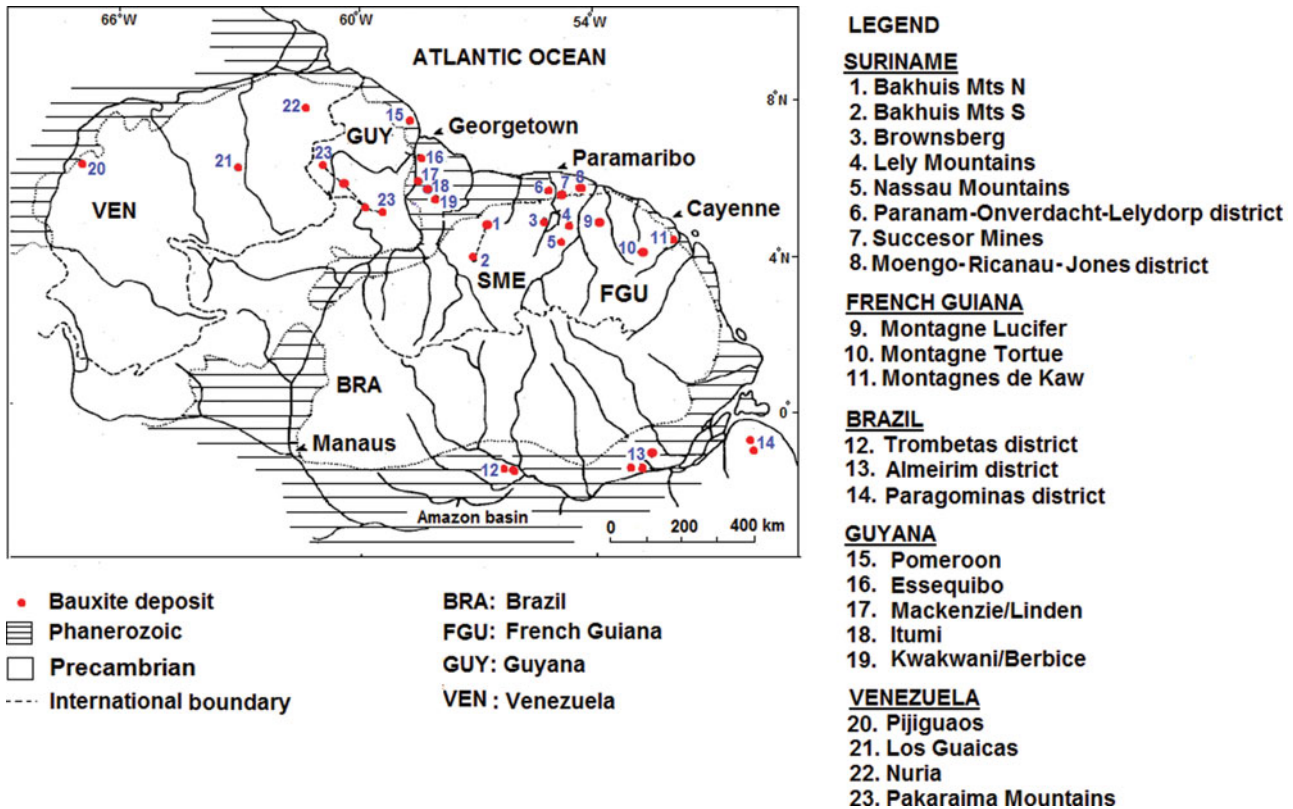 66°W 60°W 54°W
ATLANTIC OCEAN
8°N
22
15
Georgetown
GUY
21
23
16
Paramaribo
20
17
18
6
7
8
19
23
VEN
Cayenne
1
3
4
9
5
10
11
4°N
2
SME
FGU
BRA
0°
Manaus
14
13
12
Amazon basin
0 200 400 km
Bauxite deposit
Phanerozoic
Precambrian
International boundary
BRA: Brazil
FGU: French Guiana
GUY: Guyana
VEN : Venezuela
LEGEND
SURINAME
1. Bakhuis Mts N
2. Bakhuis Mts S
3. Brownsberg
4. Lely Mountains
5. Nassau Mountains
6. Paranam-Onverdacht-Lelydorp district
7. Succesor Mines
8. Moengo-Ricanau-Jones district
FRENCH GUIANA
9. Montagne Lucifer
10. Montagne Tortue
11. Montagnes de Kaw
BRAZIL
12. Trombetas district
13. Almeirim district
14. Paragominas district
GUYANA
15. Pomeroon
16. Essequibo
17. Mackenzie/Linden
18. Itumi
19. Kwakwani/Berbice
VENEZUELA
20. Pijiguaos
21. Los Guaicas
22. Nuria
23. Pakaraima Mountains